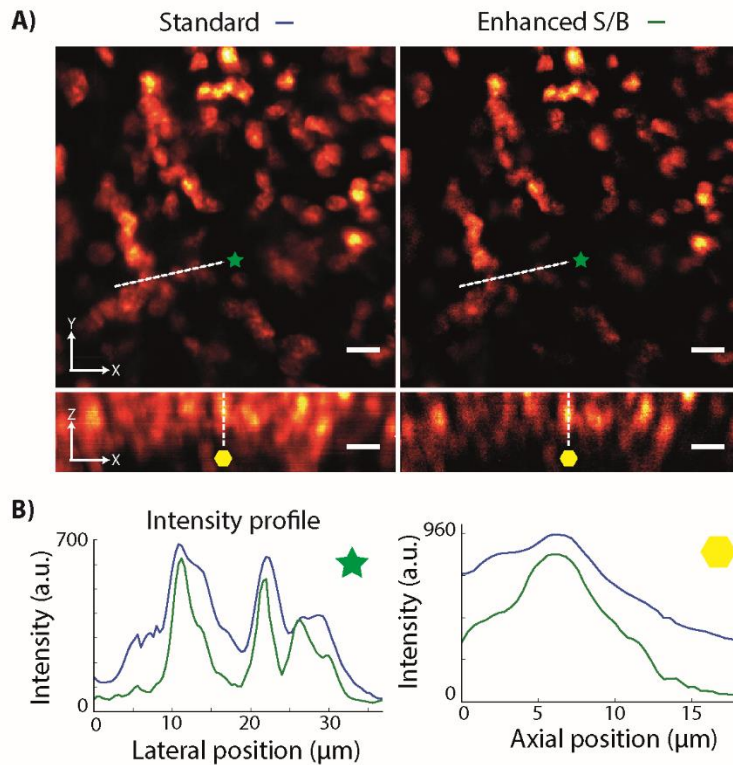 A)
Standard
Enhanced S/B
Y
X
Z
X
B)
Intensity profile
700
Intensity (a.u.)
0
0 10 20 30
Lateral position (µm)
960
Intensity (a.u.)
0
0 5 10 15
Axial position (µm)